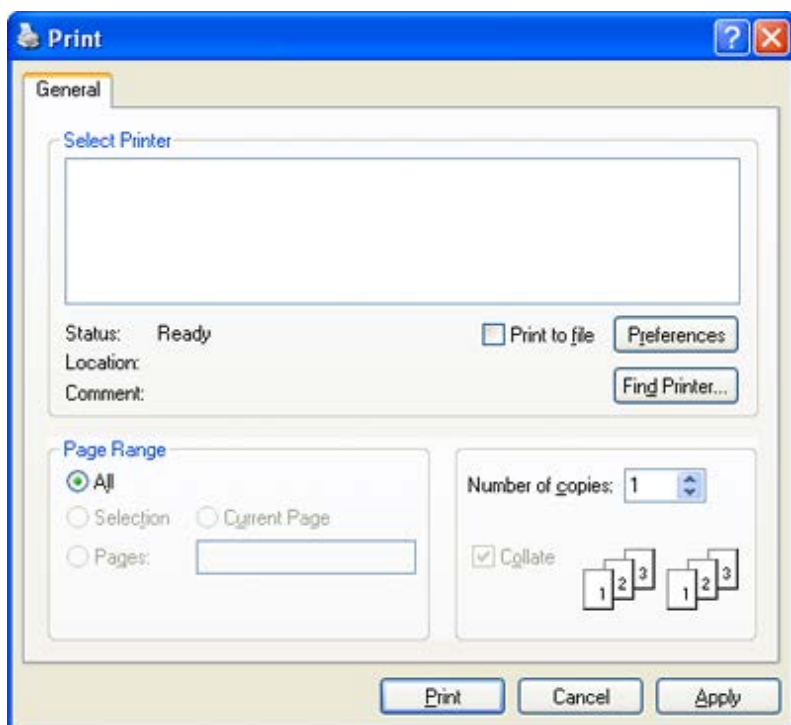 Print
General
Select Printer
Status: Ready
Print to file
Preferences
Location:
Comment:
Find Printer...
Page Range
All
Selection
Current Page
Pages:
Number of copies: 1
Collate
1 2 3 1 2 3
Print
Cancel
Apply